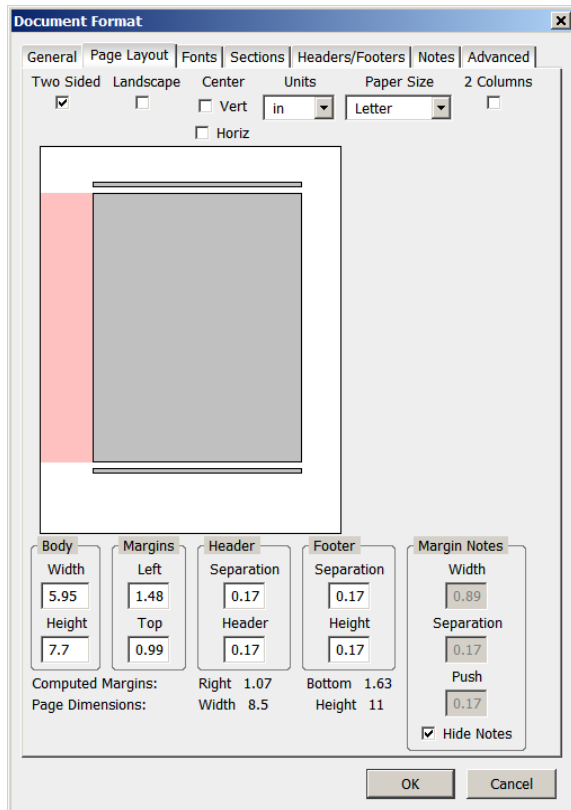 Document Format
General Page Layout Fonts Sections Headers/Footers Notes Advanced
Two Sided Landscape Center Units Paper Size 2 Columns
Vert in Letter
Horiz
Body Margins Header Footer Margin Notes
Width Left Separation Separation Width
5.95 1.48 0.17 0.17 0.89
Height Top Header Height Separation
7.7 0.99 0.17 0.17 0.17
Computed Margins: Right 1.07 Bottom 1.63 Push
Page Dimensions: Width 8.5 Height 11 0.17
Hide Notes
OK Cancel